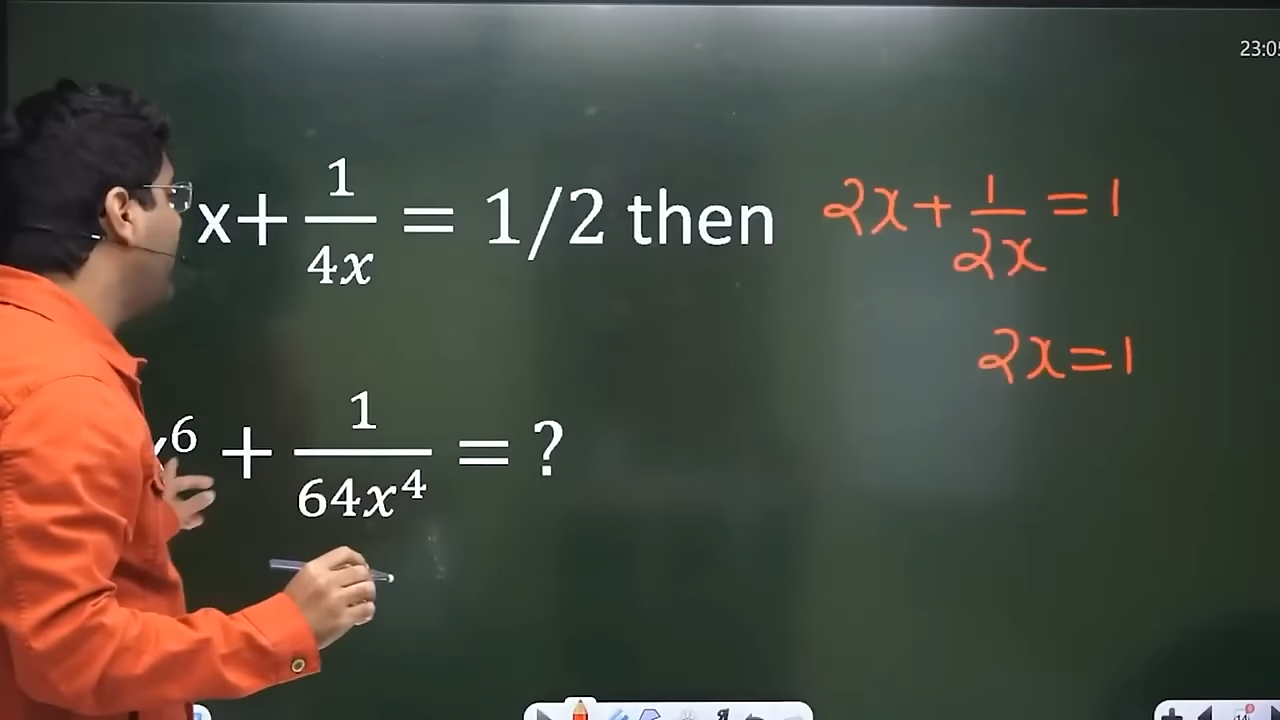 23:05
x+ 1/4x = 1/2 then
2x + 1/2x = 1
2x = 1
6 + 1/64x⁴ = ?